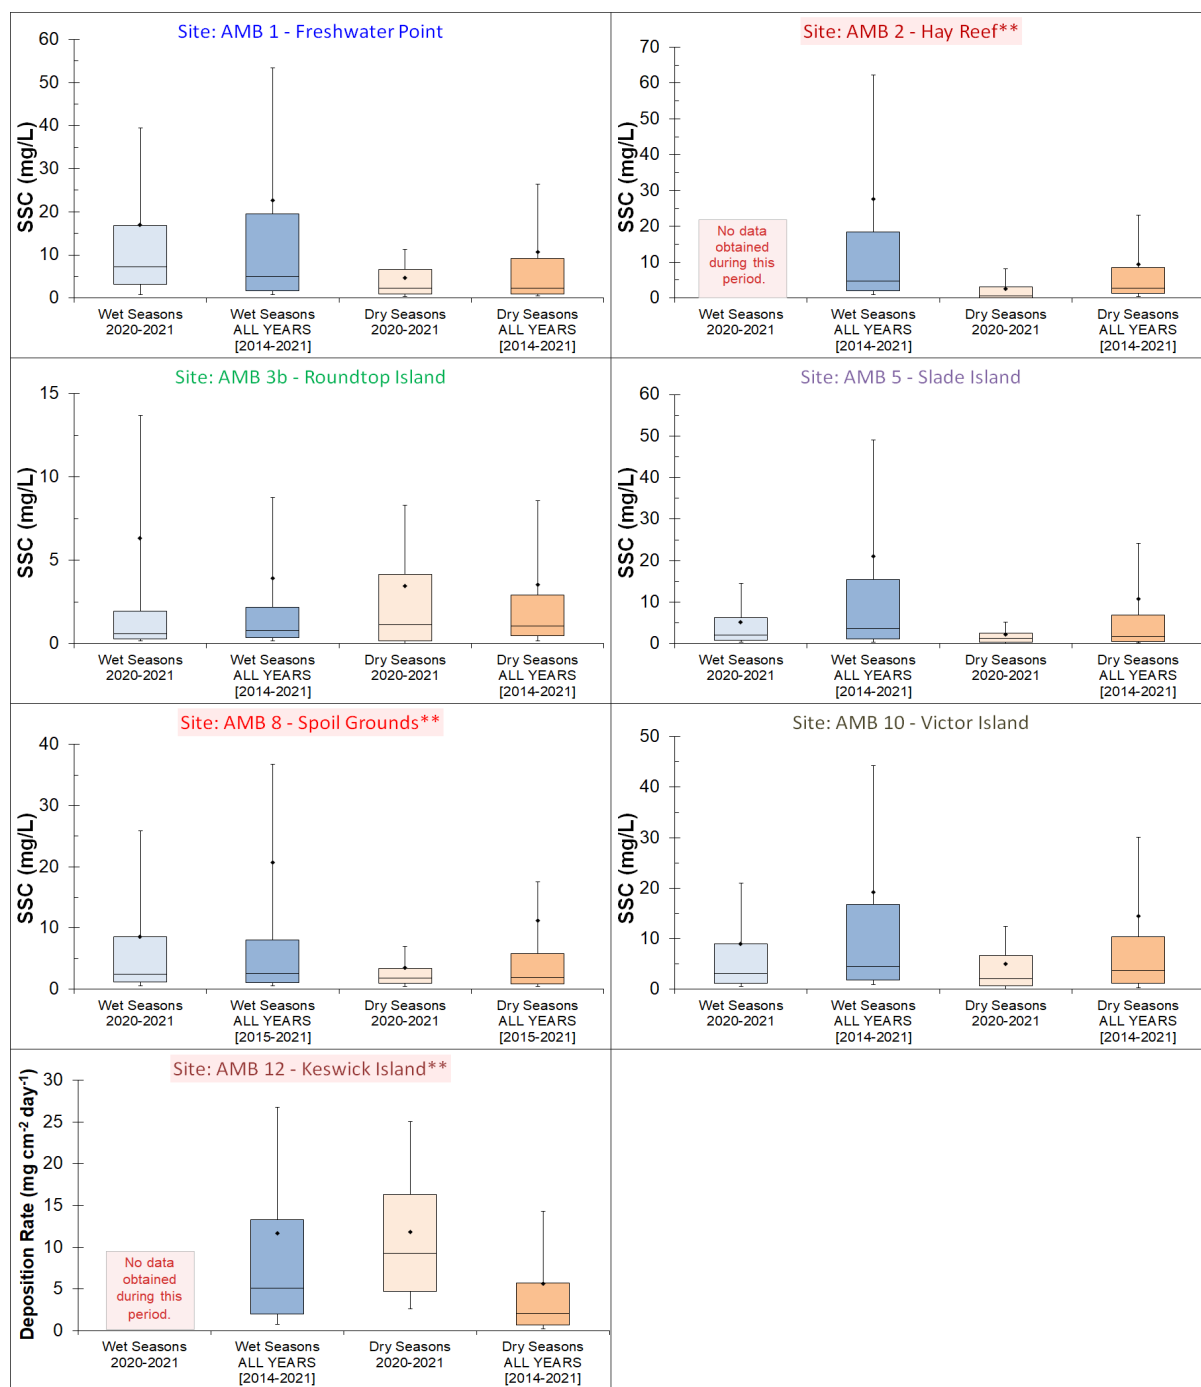 Site: AMB 1 - Freshwater Point
SSC (mg/L)
60
50
40
30
20
10
0
Wet Seasons
2020-2021
Wet Seasons
ALL YEARS
[2014-2021]
Dry Seasons
2020-2021
Dry Seasons
ALL YEARS
[2014-2021]
Site: AMB 2 - Hay Reef**
SSC (mg/L)
70
60
50
40
30
20
10
0
No data
obtained
during this
period.
Wet Seasons
2020-2021
Wet Seasons
ALL YEARS
[2014-2021]
Dry Seasons
2020-2021
Dry Seasons
ALL YEARS
[2014-2021]
Site: AMB 3b - Roundtop Island
SSC (mg/L)
15
10
5
0
Wet Seasons
2020-2021
Wet Seasons
ALL YEARS
[2014-2021]
Dry Seasons
2020-2021
Dry Seasons
ALL YEARS
[2014-2021]
Site: AMB 5 - Slade Island
SSC (mg/L)
60
50
40
30
20
10
0
Wet Seasons
2020-2021
Wet Seasons
ALL YEARS
[2014-2021]
Dry Seasons
2020-2021
Dry Seasons
ALL YEARS
[2014-2021]
Site: AMB 8 - Spoil Grounds**
SSC (mg/L)
40
30
20
10
0
Wet Seasons
2020-2021
Wet Seasons
ALL YEARS
[2015-2021]
Dry Seasons
2020-2021
Dry Seasons
ALL YEARS
[2015-2021]
Site: AMB 10 - Victor Island
SSC (mg/L)
50
40
30
20
10
0
Wet Seasons
2020-2021
Wet Seasons
ALL YEARS
[2014-2021]
Dry Seasons
2020-2021
Dry Seasons
ALL YEARS
[2014-2021]
Site: AMB 12 - Keswick Island**
Deposition Rate (mg cm⁻² day⁻¹)
30
25
20
15
10
5
0
No data
obtained
during this
period.
Wet Seasons
2020-2021
Wet Seasons
ALL YEARS
[2014-2021]
Dry Seasons
2020-2021
Dry Seasons
ALL YEARS
[2014-2021]